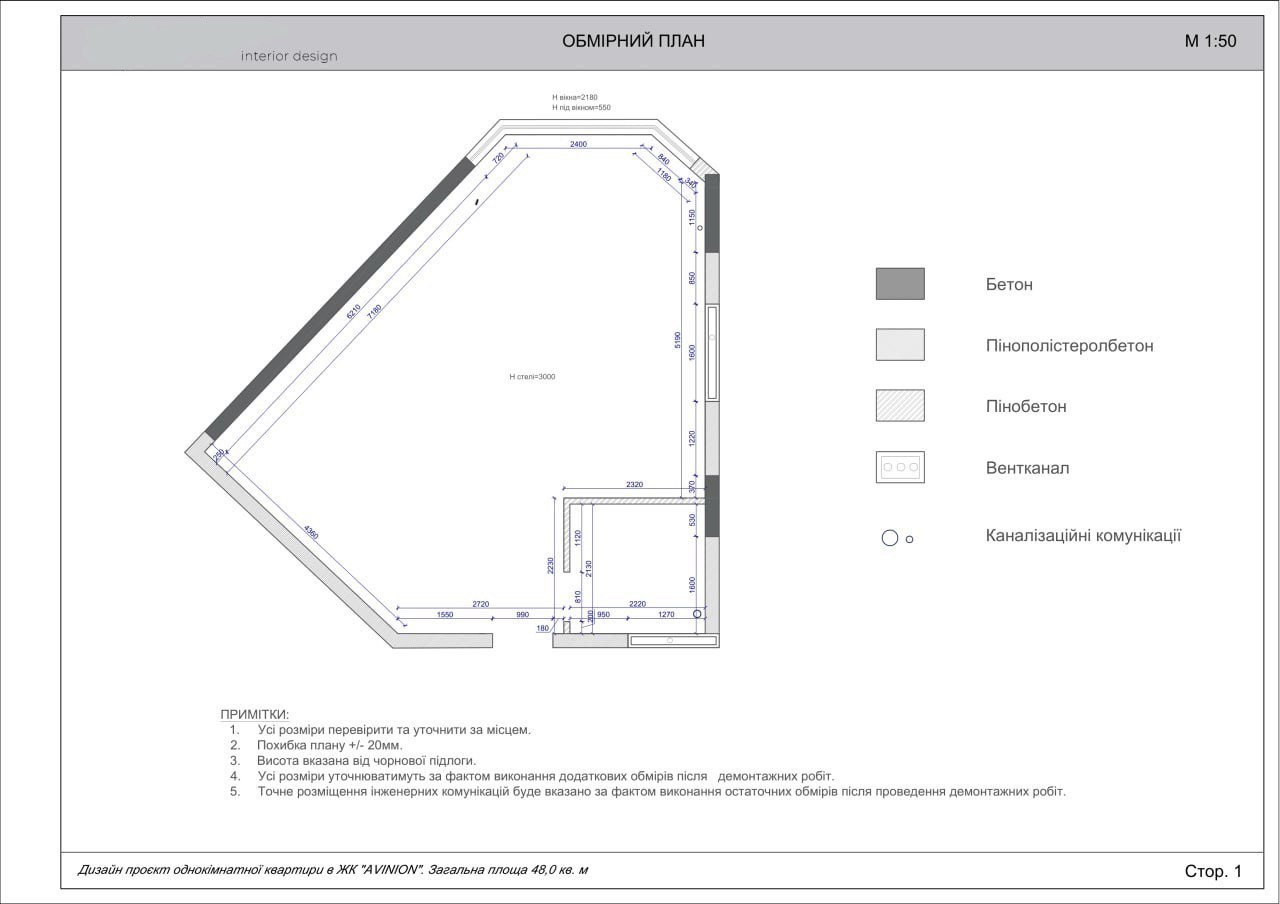 interior design
ОБМІРНИЙ ПЛАН
М 1:50
Н вікна=2180
Н під вікном=550
2400
720
840
1180
340
1150
850
6210
7180
5190
1600
Н стелі=3000
1220
250
370
2320
4360
530
1120
2230
2130
1600
810
2720
2220
1550
990
200
950
1270
180
Бетон
Пінополістеролбетон
Пінобетон
Вентканал
Каналізаційні комунікації
ПРИМІТКИ:
1. Усі розміри перевірити та уточнити за місцем.
2. Похибка плану +/- 20мм.
3. Висота вказана від чорнової підлоги.
4. Усі розміри уточнюватимуть за фактом виконання додаткових обмірів після демонтажних робіт.
5. Точне розміщення інженерних комунікацій буде вказано за фактом виконання остаточних обмірів після проведення демонтажних робіт.
Дизайн проєкт однокімнатної квартири в ЖК "AVINION". Загальна площа 48,0 кв. м
Стор. 1